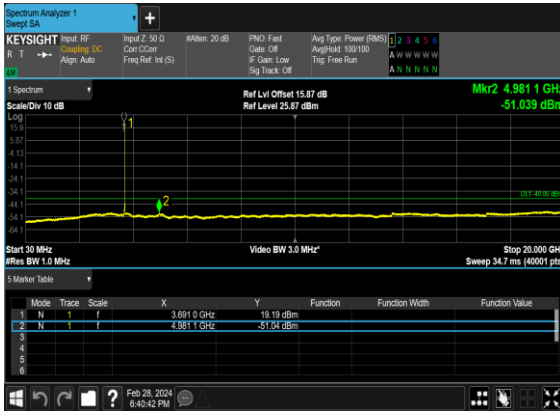 Spectrum Analyzer 1
Swept SA
+
KEYSIGHT Input: RF Input Z: 50 Ω #Atten: 20 dB PNO: Fast Avg Type: Power (RMS) 1 2 3 4 5 6
R T Coupling: DC Corr CCorr Gate: Off Avg|Hold: 100/100 A W W W W W
Align: Auto Freq Ref: Int (S) IF Gain: Low Trig: Free Run
Sig Track: Off A N N N N N
1 Spectrum Ref Lvl Offset 15.87 dB Mkr2 4.981 1 GHz
Scale/Div 10 dB Ref Level 25.87 dBm -51.039 dBm
Log
15.9
5.87
-4.13
-14.1
-24.1
-34.1
-44.1
-54.1
-64.1
1
2
DL1 -40.00 dBm
Start 30 MHz Video BW 3.0 MHz* Stop 20.000 GHz
#Res BW 1.0 MHz Sweep 34.7 ms (40001 pts)
5 Marker Table
Mode Trace Scale X Y Function Function Width Function Value
1 N 1 f 3.691 0 GHz 19.19 dBm
2 N 1 f 4.981 1 GHz -51.04 dBm
3
4
5
6
? Feb 28, 2024
6:40:42 PM